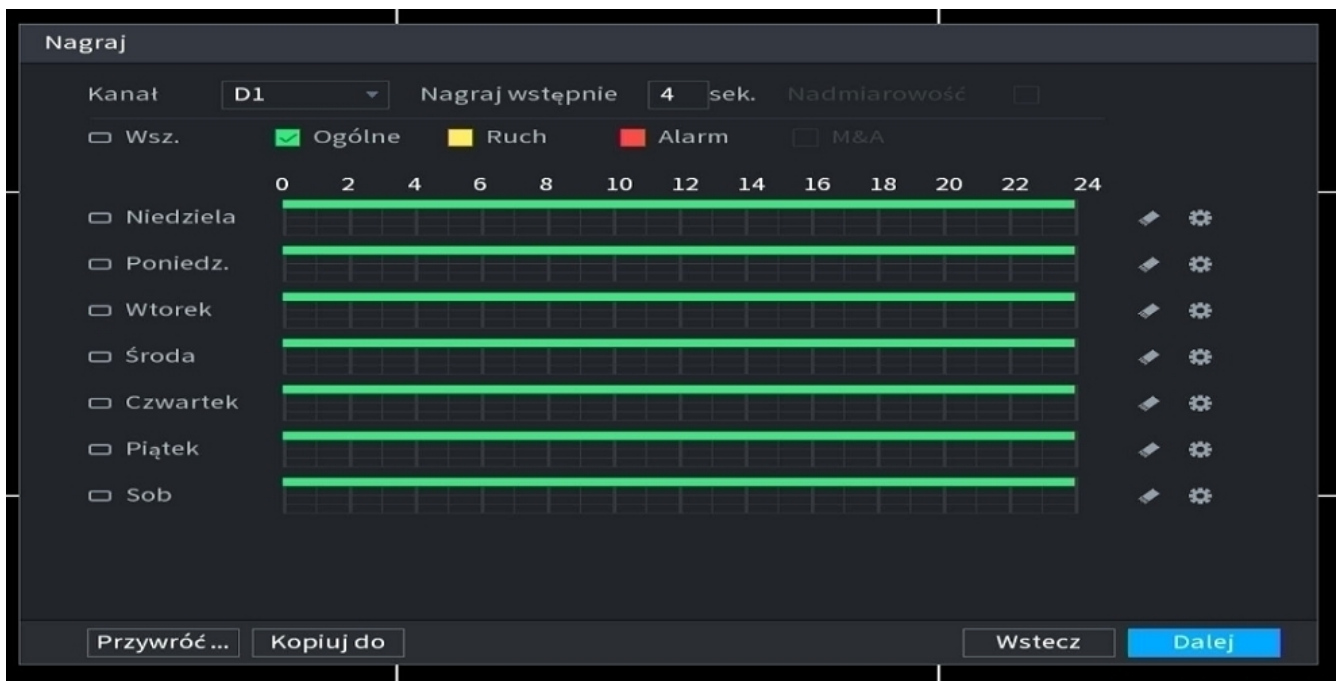 Nagraj
Kanał D1 Nagraj wstępnie 4 sek. Nadmiarowość
Wsz. Ogólne Ruch Alarm M&A
0 2 4 6 8 10 12 14 16 18 20 22 24
Niedziela
Poniedz.
Wtorek
Środa
Czwartek
Piątek
Sob
Przywróć ... Kopiuj do Wstecz Dalej